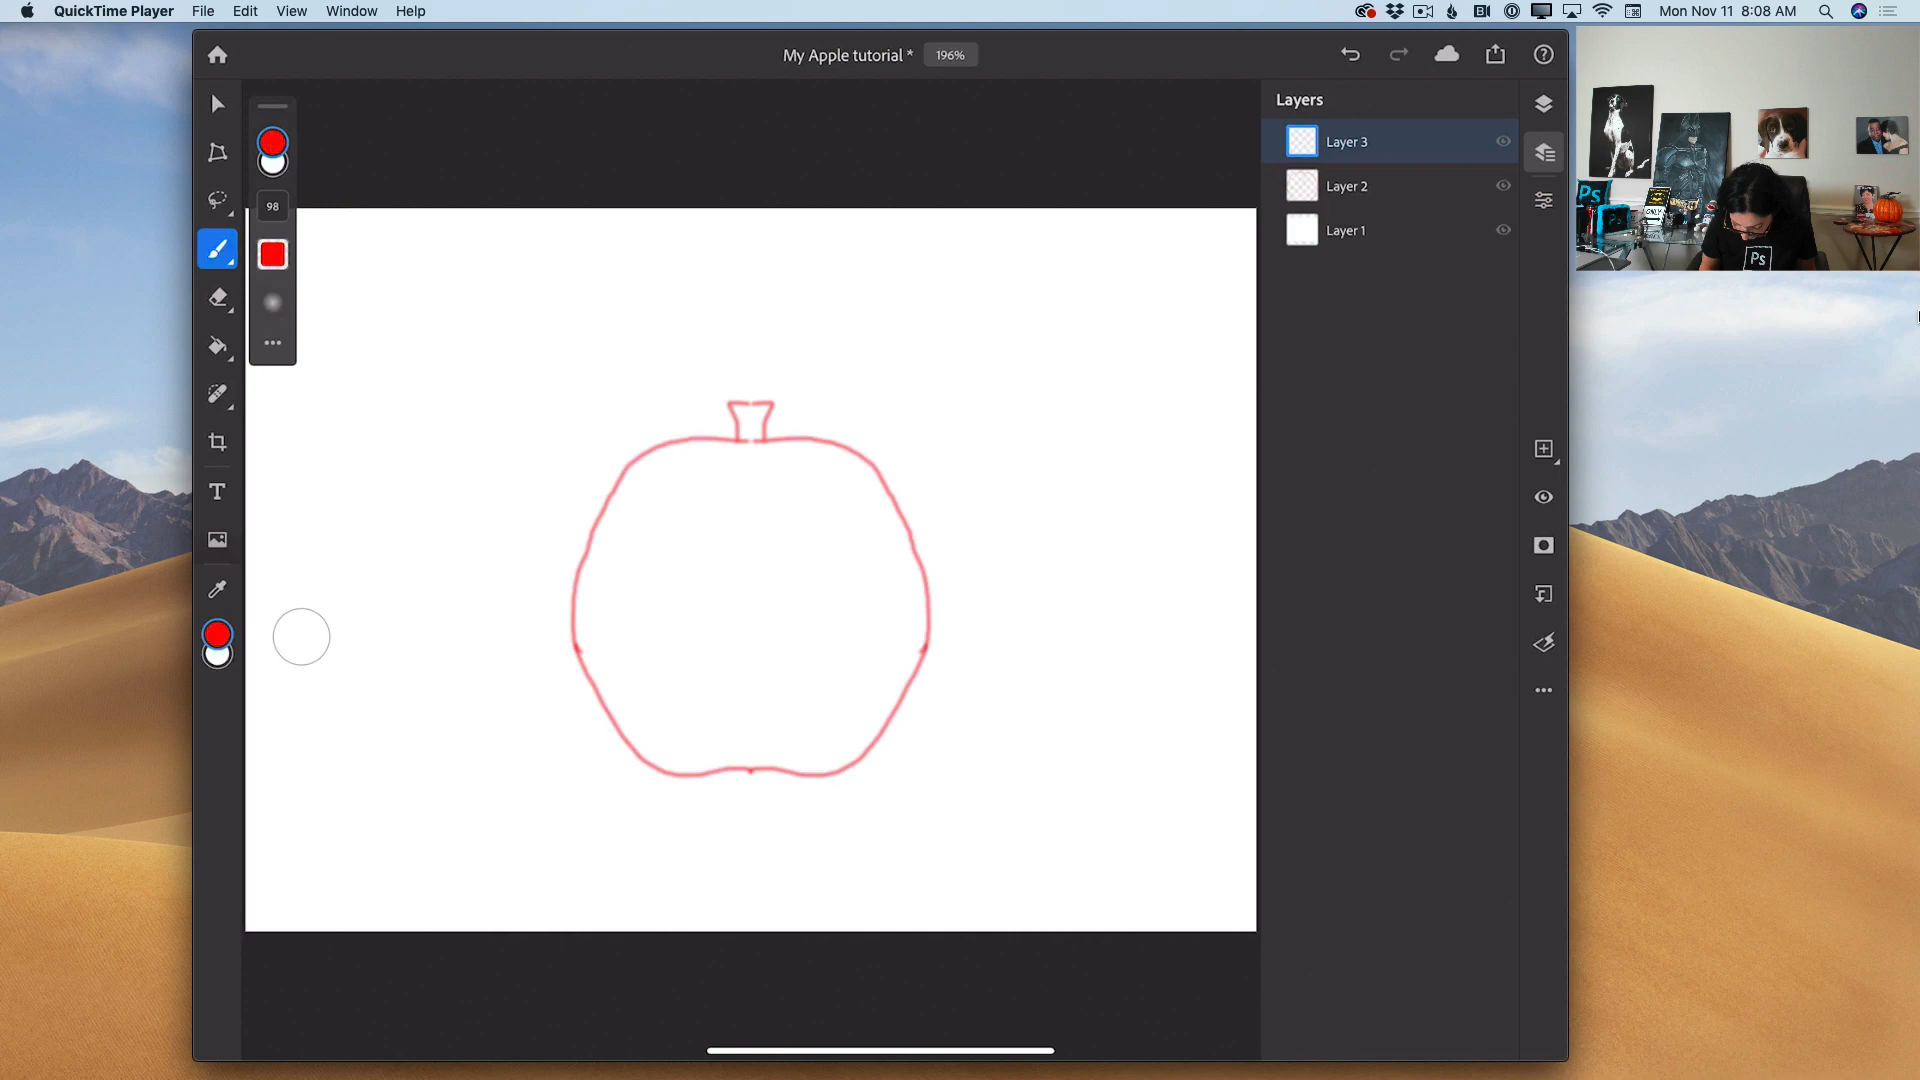 QuickTime Player File Edit View Window Help
Mon Nov 11 8:08 AM
My Apple tutorial * 196%
Layers
98
Layer 3
Layer 2
Layer 1
Ps
ONLY
Ps